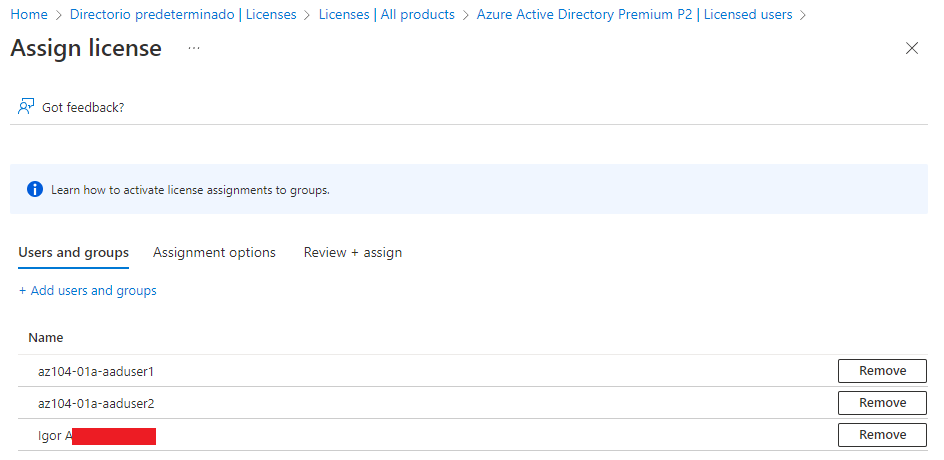 Home > Directorio predeterminado | Licenses > Licenses | All products > Azure Active Directory Premium P2 | Licensed users >
Assign license ...
Got feedback?
Learn how to activate license assignments to groups.
Users and groups Assignment options Review + assign
+ Add users and groups
Name
az104-01a-aaduser1 Remove
az104-01a-aaduser2 Remove
Igor A Remove